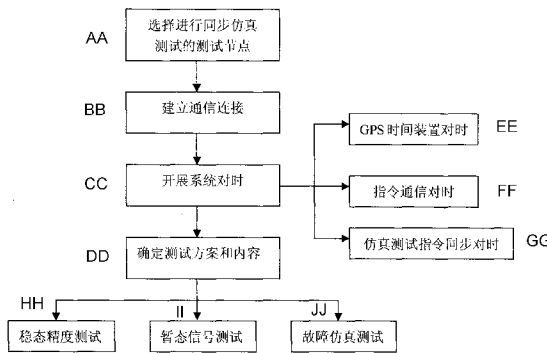 AA
选择进行同步仿真
测试的测试节点
BB
建立通信连接
GPS时间装置对时
EE
CC
开展系统对时
指令通信对时
FF
仿真测试指令同步对时
GG
DD
确定测试方案和内容
HH
II
JJ
稳态精度测试
暂态信号测试
故障仿真测试